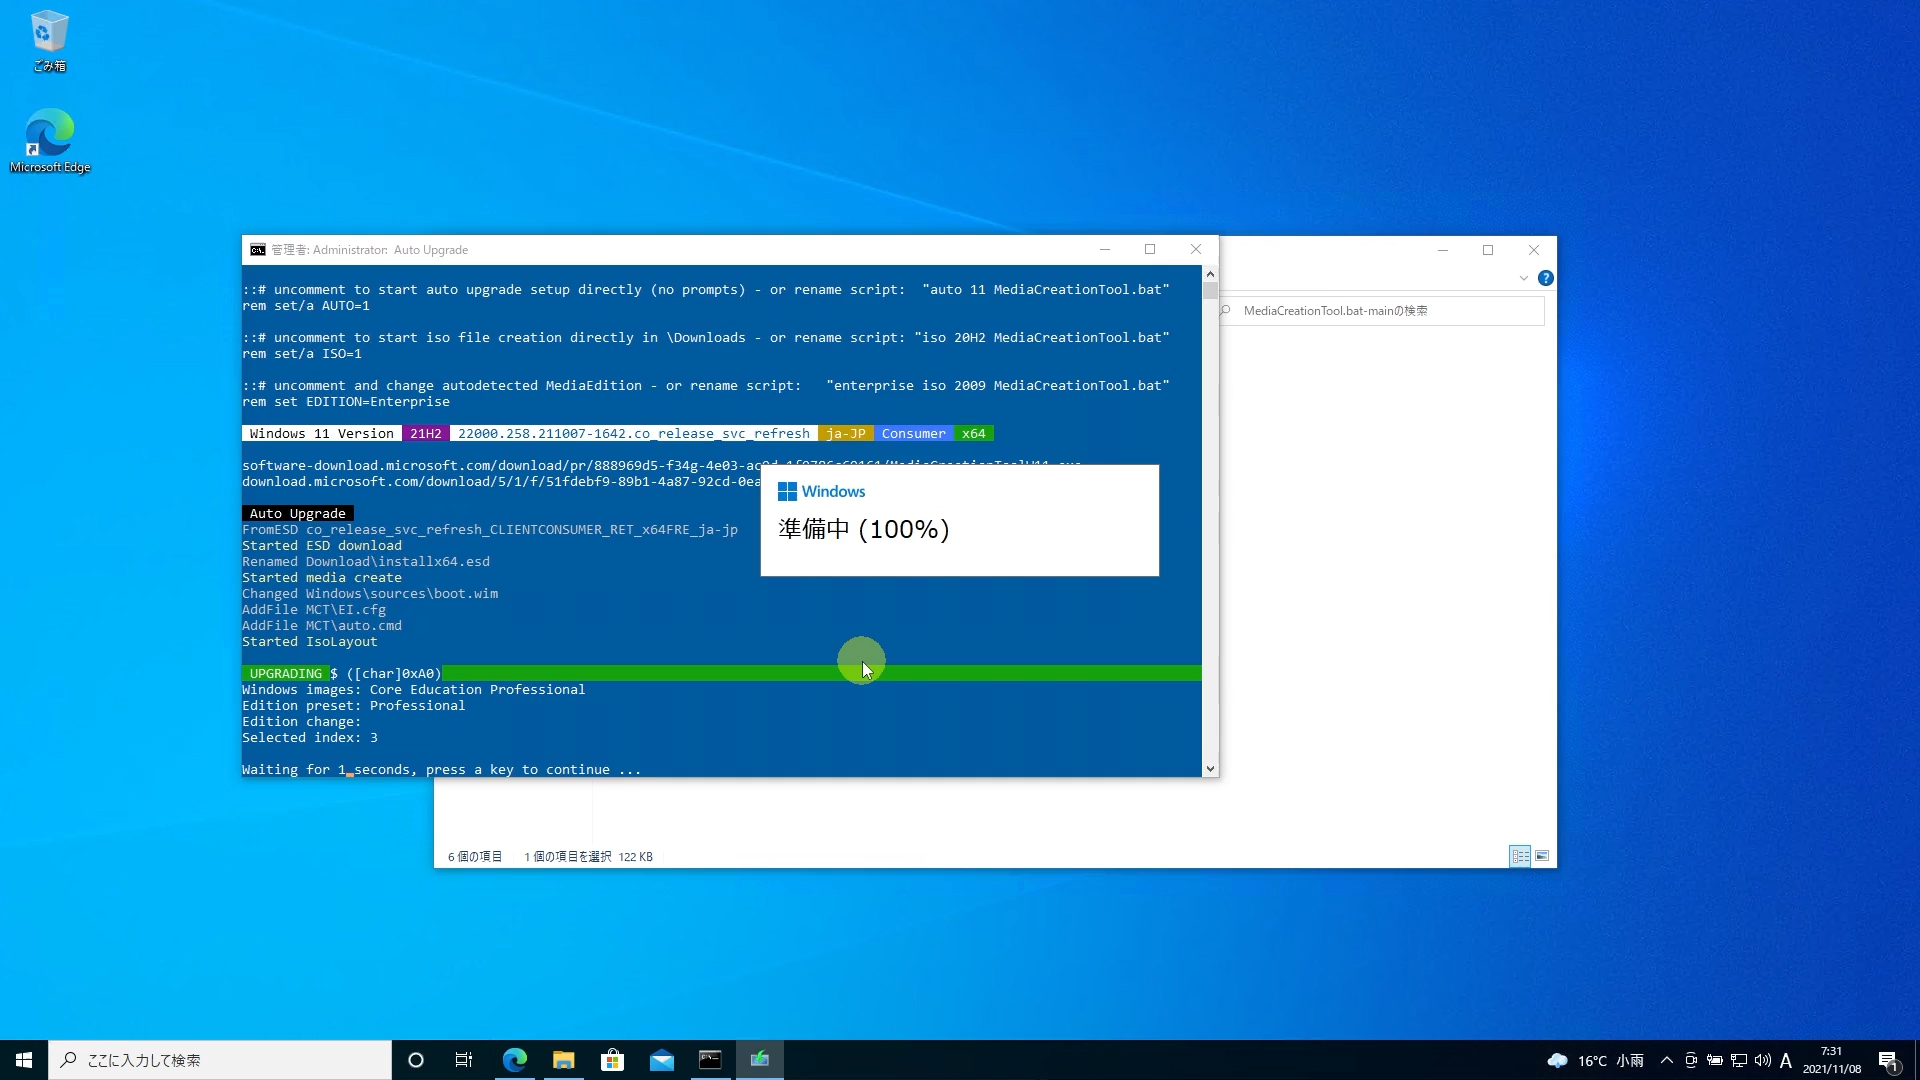 ごみ箱
Microsoft Edge
管理者: Administrator:  Auto Upgrade
::# uncomment to start auto upgrade setup directly (no prompts) - or rename script:  "auto 11 MediaCreationTool.bat"
rem set/a AUTO=1
::# uncomment to start iso file creation directly in \Downloads - or rename script: "iso 20H2 MediaCreationTool.bat"
rem set/a ISO=1
::# uncomment and change autodetected MediaEdition - or rename script:   "enterprise iso 2009 MediaCreationTool.bat"
rem set EDITION=Enterprise
Windows 11 Version 21H2 22000.258.211007-1642.co_release_svc_refresh ja-JP Consumer x64
software-download.microsoft.com/download/pr/888969d5-f34g-4e03-ac
download.microsoft.com/download/5/1/f/51fdebf9-89b1-4a87-92cd-0ea
Auto Upgrade
FromESD co_release_svc_refresh_CLIENTCONSUMER_RET_x64FRE_ja-jp
Started ESD download
Renamed Download\installx64.esd
Started media create
Changed Windows\sources\boot.wim
AddFile MCT\EI.cfg
AddFile MCT\auto.cmd
Started IsoLayout
UPGRADING $ ([char]0xA0)
Windows images: Core Education Professional
Edition preset: Professional
Edition change:
Selected index: 3
Waiting for 1 seconds, press a key to continue ...
Windows
準備中 (100%)
MediaCreationTool.bat-mainの検索
6 個の項目
1 個の項目を選択 122 KB
ここに入力して検索
16°C 小雨
A
7:31
2021/11/08
1